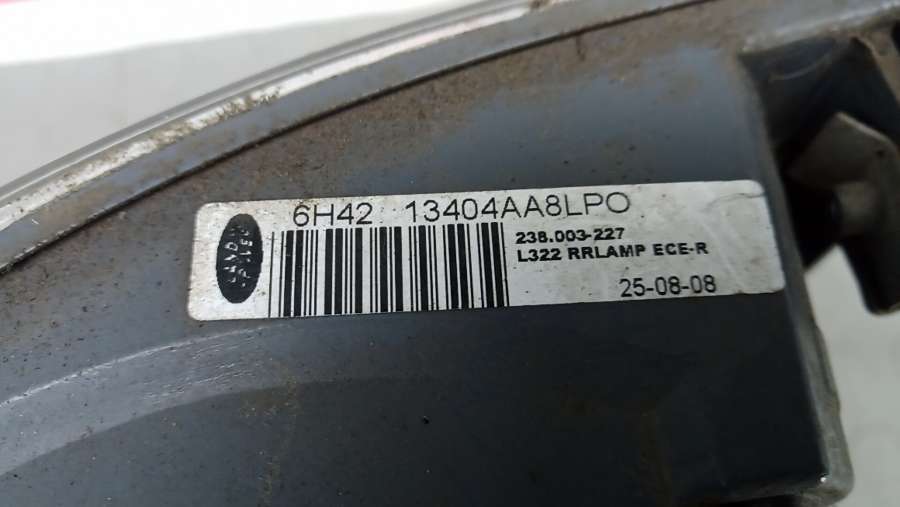 6H42 13404AA8LPO
238.003-227
L322 RRLAMP ECE-R
25-08-08